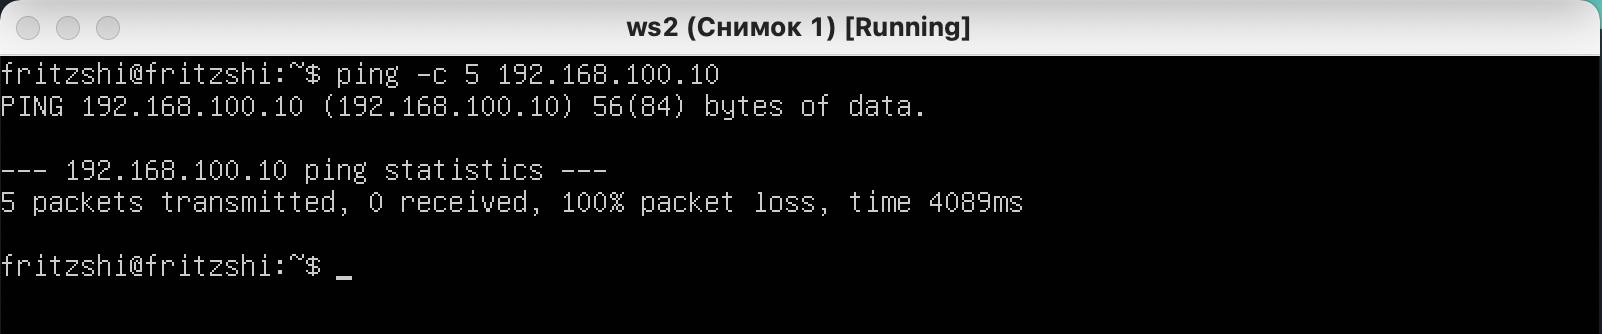 ws2 (Снимок 1) [Running]
fritzshi@fritzshi:~$ ping -c 5 192.168.100.10
PING 192.168.100.10 (192.168.100.10) 56(84) bytes of data.
--- 192.168.100.10 ping statistics ---
5 packets transmitted, 0 received, 100% packet loss, time 4089ms
fritzshi@fritzshi:~$ _